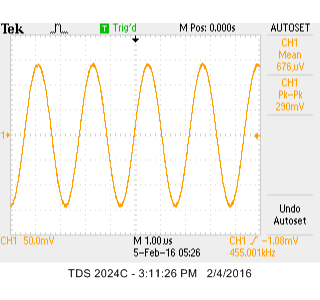 Tek Trig'd M Pos: 0.000s AUTOSET
CH1
Mean
676µV
CH1
Pk-Pk
290mV
1
Undo
Autoset
CH1 50.0mV M 1.00µs CH1 -1.08mV
5-Feb-16 05:26 455.001kHz
TDS 2024C - 3:11:26 PM 2/4/2016